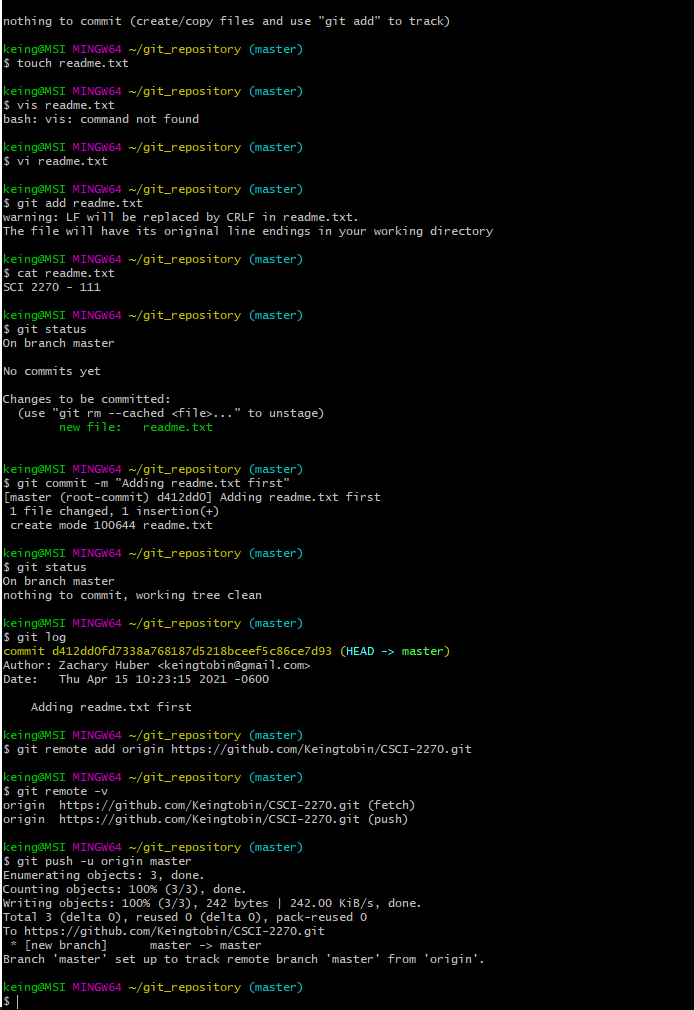 nothing to commit (create/copy files and use "git add" to track)
keing@MSI MINGW64 ~/git_repository (master)
$ touch readme.txt
keing@MSI MINGW64 ~/git_repository (master)
$ vis readme.txt
bash: vis: command not found
keing@MSI MINGW64 ~/git_repository (master)
$ vi readme.txt
keing@MSI MINGW64 ~/git_repository (master)
$ git add readme.txt
warning: LF will be replaced by CRLF in readme.txt.
The file will have its original line endings in your working directory
keing@MSI MINGW64 ~/git_repository (master)
$ cat readme.txt
SCI 2270 - 111
keing@MSI MINGW64 ~/git_repository (master)
$ git status
On branch master
No commits yet
Changes to be committed:
  (use "git rm --cached <file>..." to unstage)
        new file:   readme.txt
keing@MSI MINGW64 ~/git_repository (master)
$ git commit -m "Adding readme.txt first"
[master (root-commit) d412dd0] Adding readme.txt first
 1 file changed, 1 insertion(+)
 create mode 100644 readme.txt
keing@MSI MINGW64 ~/git_repository (master)
$ git status
On branch master
nothing to commit, working tree clean
keing@MSI MINGW64 ~/git_repository (master)
$ git log
commit d412dd0fd7338a768187d5218bceef5c86ce7d93 (HEAD -> master)
Author: Zachary Huber <keingtobin@gmail.com>
Date:   Thu Apr 15 10:23:15 2021 -0600
    Adding readme.txt first
keing@MSI MINGW64 ~/git_repository (master)
$ git remote add origin https://github.com/Keingtobin/CSCI-2270.git
keing@MSI MINGW64 ~/git_repository (master)
$ git remote -v
origin  https://github.com/Keingtobin/CSCI-2270.git (fetch)
origin  https://github.com/Keingtobin/CSCI-2270.git (push)
keing@MSI MINGW64 ~/git_repository (master)
$ git push -u origin master
Enumerating objects: 3, done.
Counting objects: 100% (3/3), done.
Writing objects: 100% (3/3), 242 bytes | 242.00 KiB/s, done.
Total 3 (delta 0), reused 0 (delta 0), pack-reused 0
To https://github.com/Keingtobin/CSCI-2270.git
 * [new branch]      master -> master
Branch 'master' set up to track remote branch 'master' from 'origin'.
keing@MSI MINGW64 ~/git_repository (master)
$